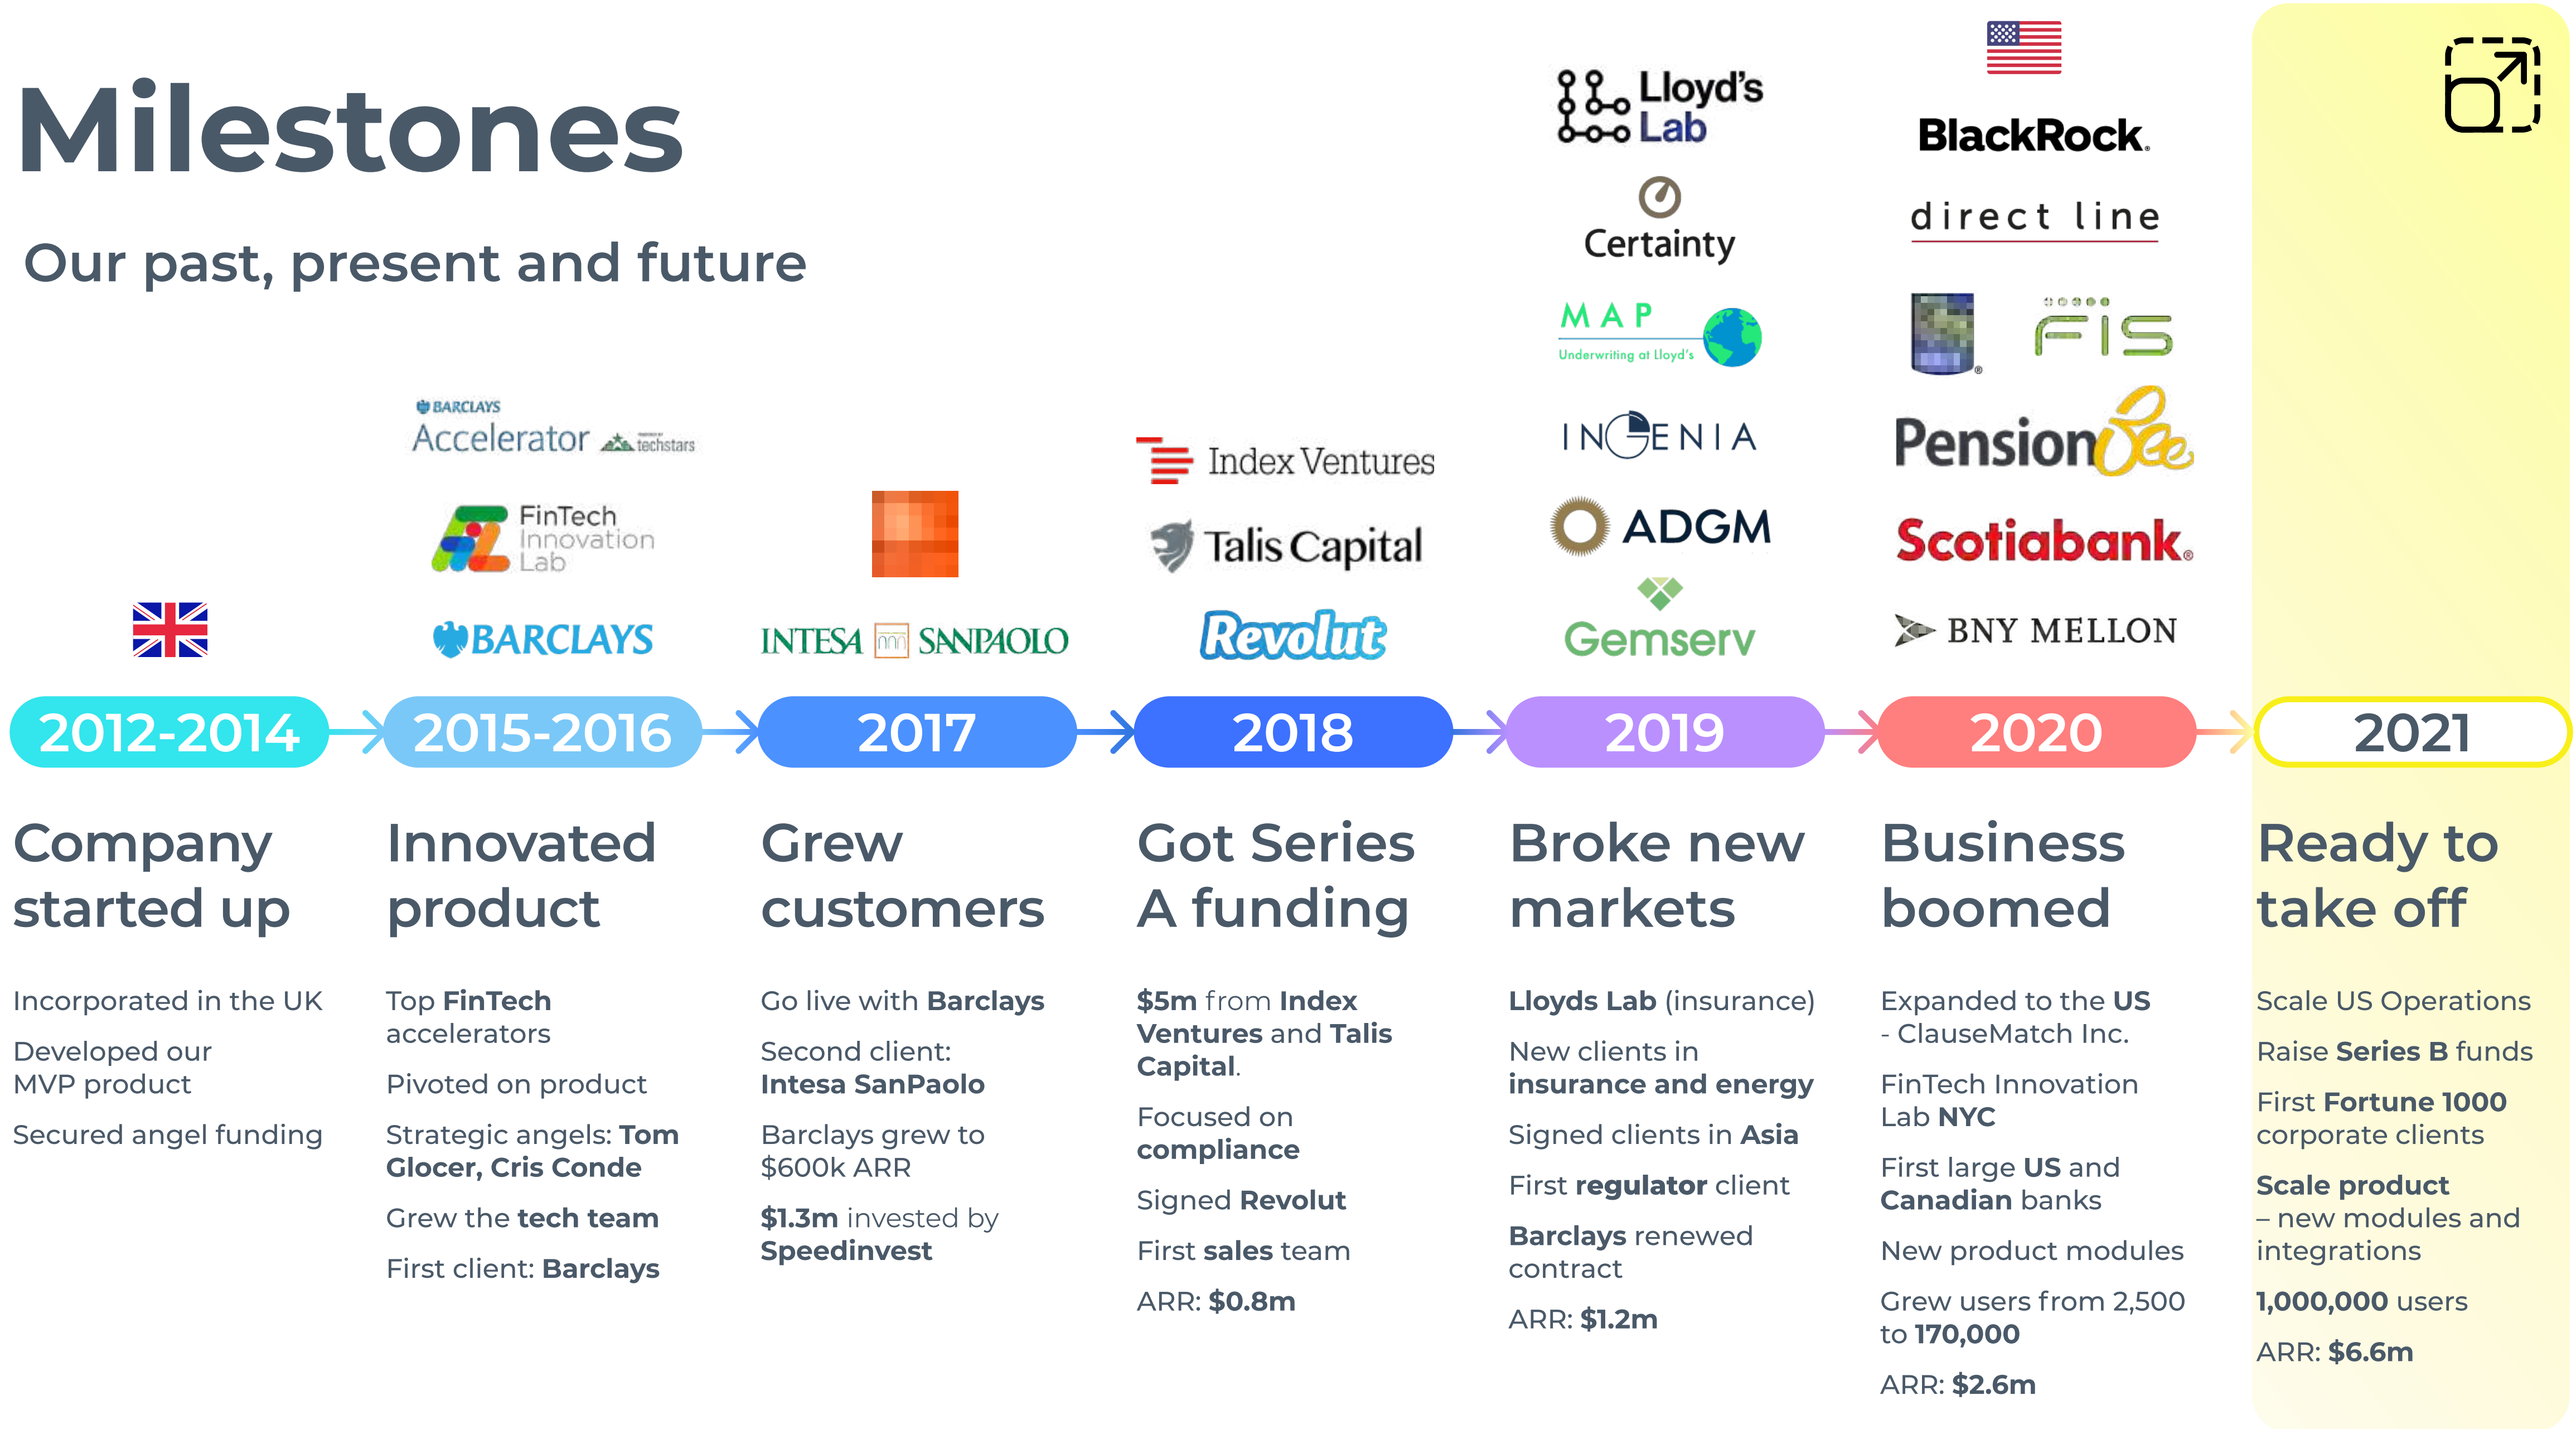 Milestones
Our past, present and future
BARCLAYS
Accelerator
techstars
FinTech
Innovation
Lab
BARCLAYS
INTESA SANPAOLO
Index Ventures
Talis Capital
Revolut
Lloyd's
Lab
Certainty
MAP
Underwriting at Lloyd's
INGENIA
ADGM
Gemserv
BlackRock®
direct line
S® FIS
PensionBee
Scotiabank®
BNY MELLON
2012-2014
2015-2016
2017
2018
2019
2020
2021
Company
started up
Incorporated in the UK
Developed our
MVP product
Secured angel funding
Innovated
product
Top FinTech
accelerators
Pivoted on product
Strategic angels: Tom
Glocer, Cris Conde
Grew the tech team
First client: Barclays
Grew
customers
Go live with Barclays
Second client:
Intesa SanPaolo
Barclays grew to
$600k ARR
$1.3m invested by
Speedinvest
Got Series
A funding
$5m from Index
Ventures and Talis
Capital.
Focused on
compliance
Signed Revolut
First sales team
ARR: $0.8m
Broke new
markets
Lloyds Lab (insurance)
New clients in
insurance and energy
Signed clients in Asia
First regulator client
Barclays renewed
contract
ARR: $1.2m
Business
boomed
Expanded to the US
- ClauseMatch Inc.
FinTech Innovation
Lab NYC
First large US and
Canadian banks
New product modules
Grew users from 2,500
to 170,000
ARR: $2.6m
Ready to
take off
Scale US Operations
Raise Series B funds
First Fortune 1000
corporate clients
Scale product
– new modules and
integrations
1,000,000 users
ARR: $6.6m